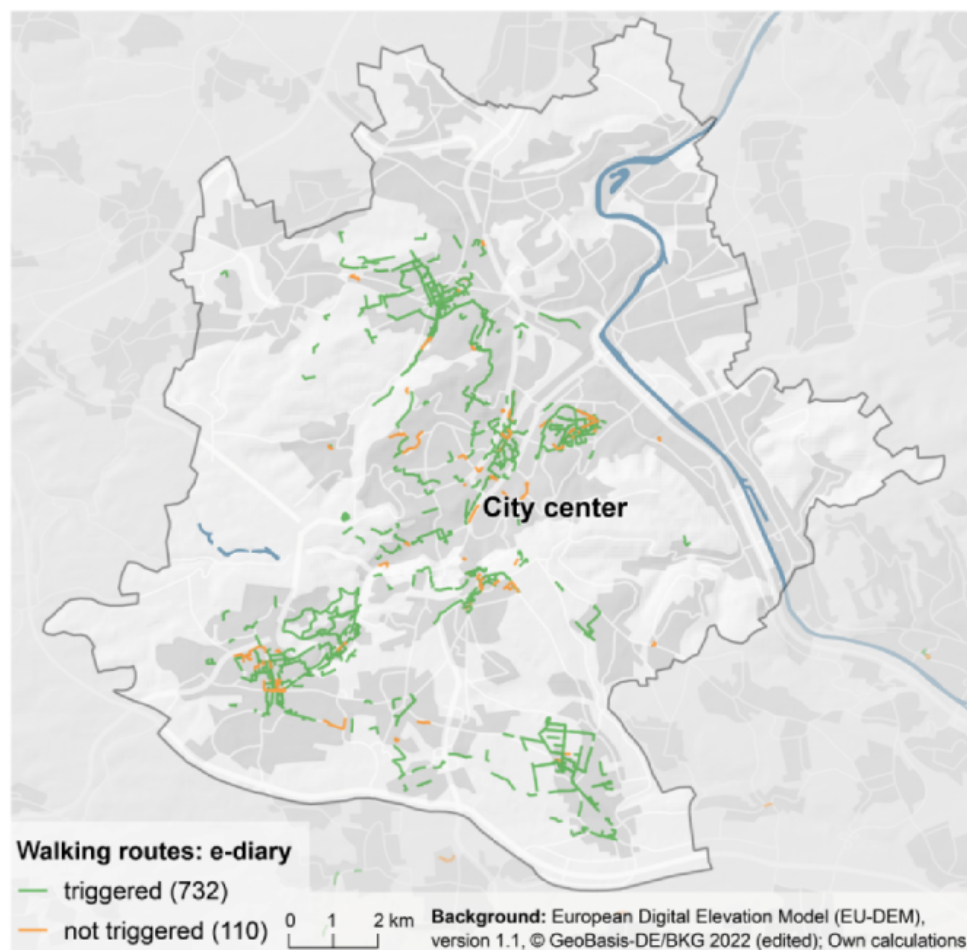 City center
Walking routes: e-diary
triggered (732)
not triggered (110)
0 1 2 km
Background: European Digital Elevation Model (EU-DEM),
version 1.1, © GeoBasis-DE/BKG 2022 (edited); Own calculations